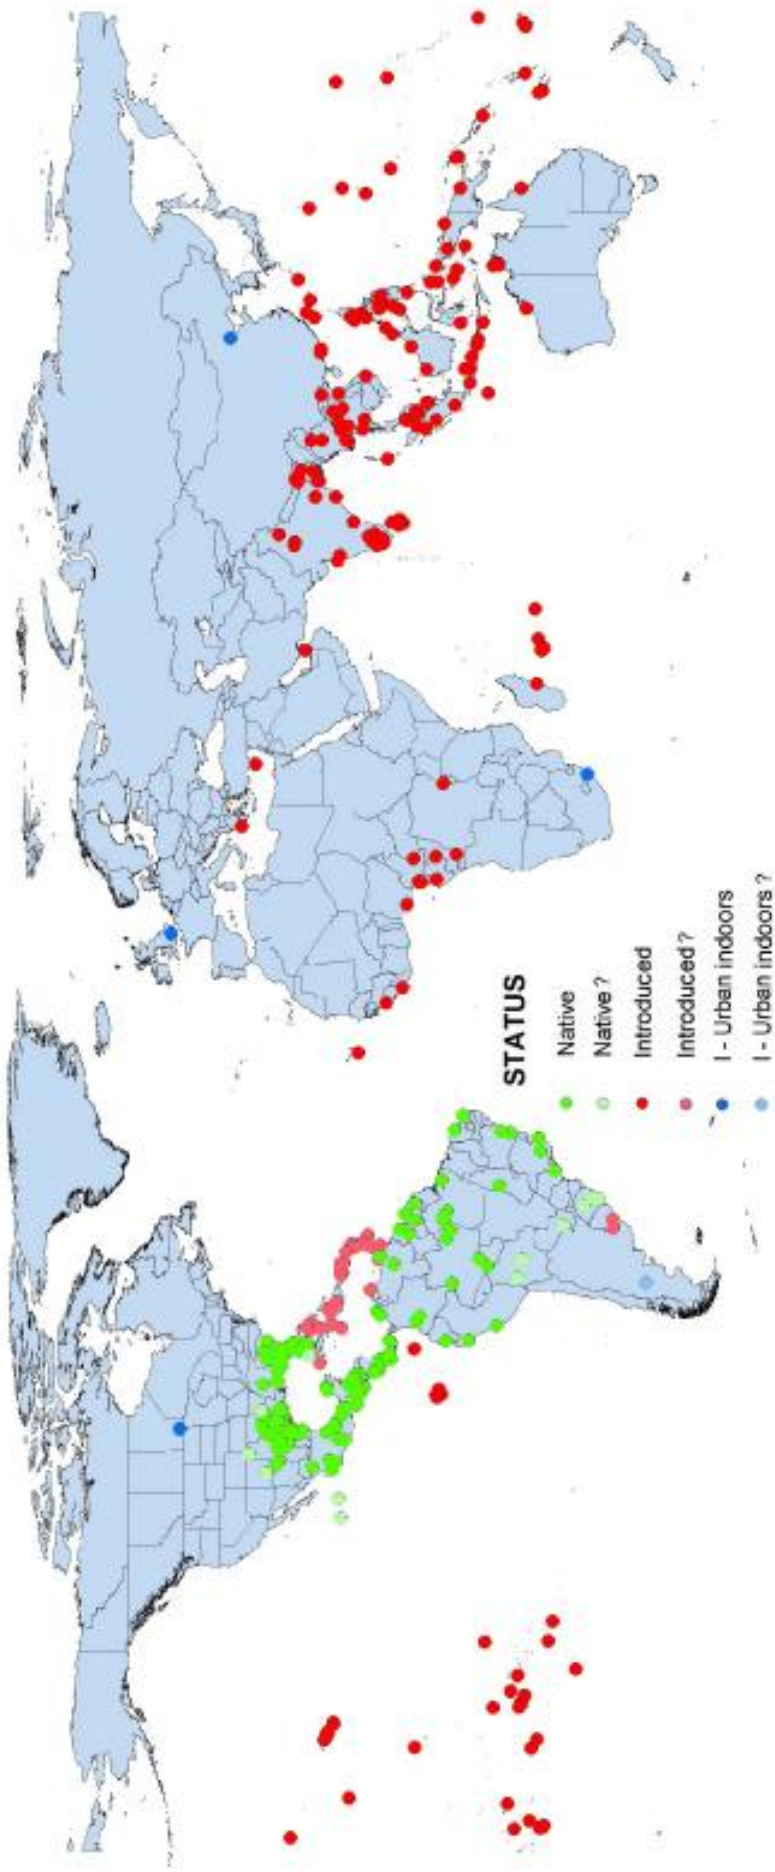 STATUS
Native
Native ?
Introduced
Introduced ?
I - Urban indoors
I - Urban indoors ?